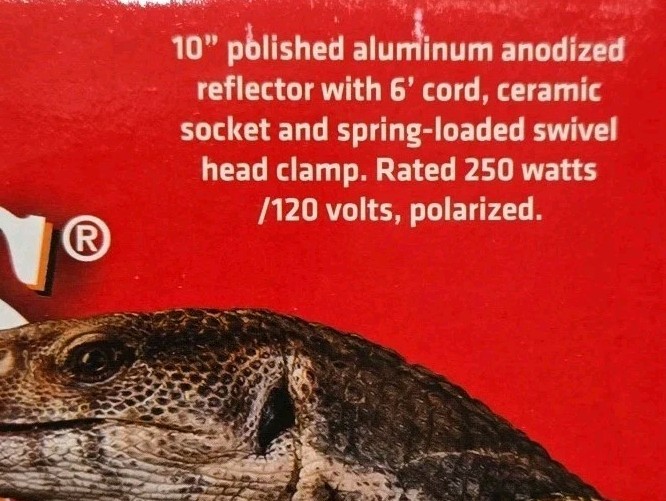 10” polished aluminum anodized
reflector with 6’ cord, ceramic
socket and spring-loaded swivel
head clamp. Rated 250 watts
/120 volts, polarized.
®